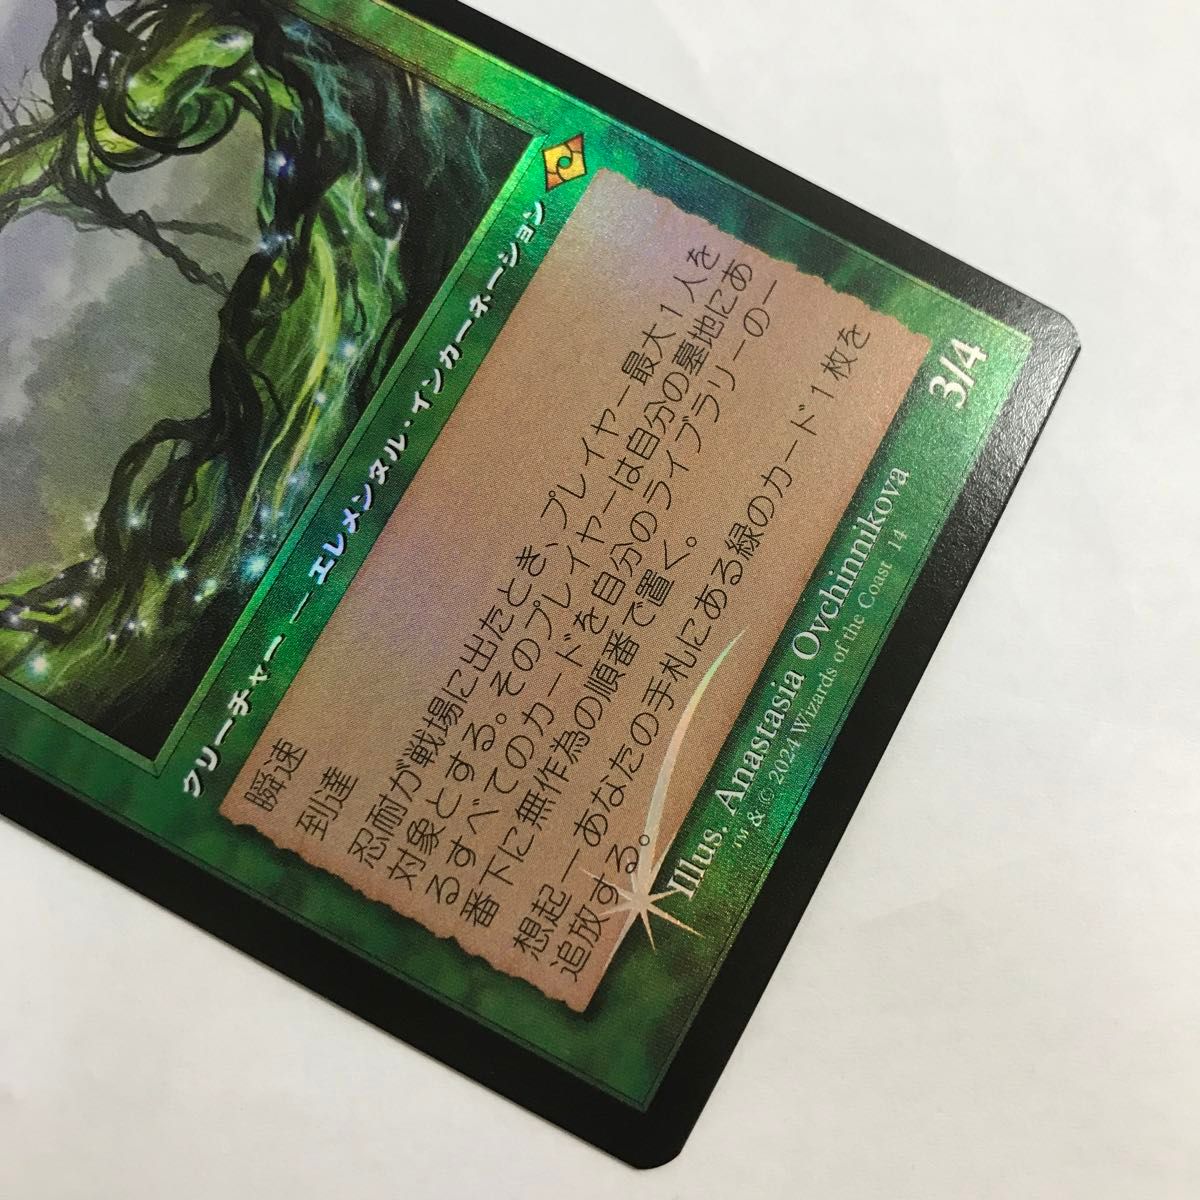 クリーチャー ― エレメンタル・インカーネーション
瞬速
到達
忍耐が戦場に出たとき、プレイヤー最大１人を
対象とする。そのプレイヤーは自分の墓地にあ
るすべてのカードを自分のライブラリーの一
番下に無作為の順番で置く。
想起―あなたの手札にある緑のカード１枚を
追放する。
3/4
Illus. Anastasia Ovchinnikova
™ & © 2024 Wizards of the Coast 14